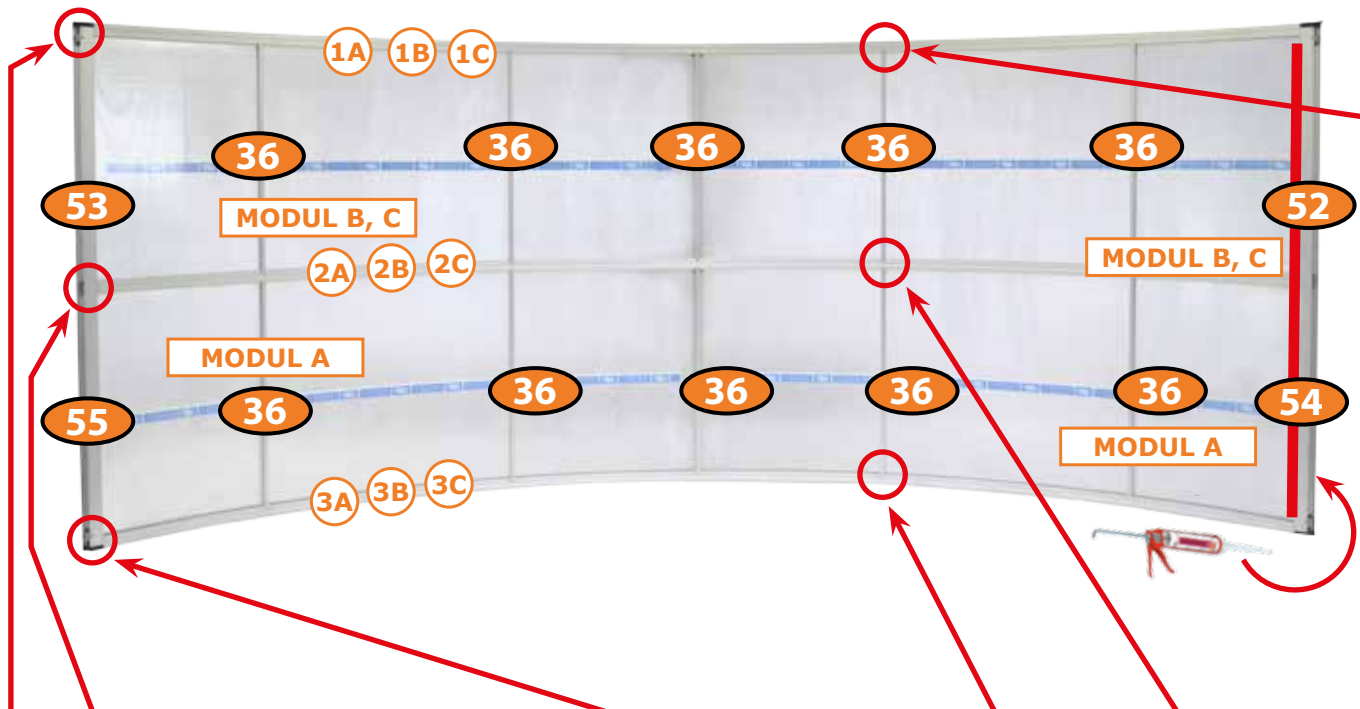 1A 1B 1C
36 36 36 36 36
53 52
MODUL B, C
2A 2B 2C
MODUL B, C
MODUL A
36 36 36 36 36
55 54
MODUL A
3A 3B 3C